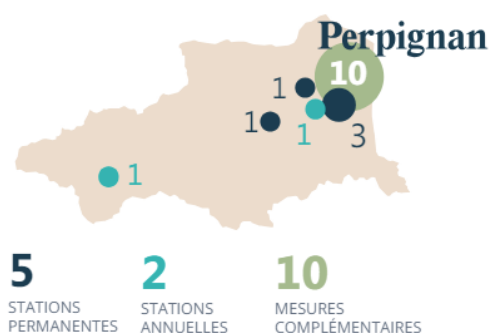 Perpignan
10
1
1
1
3
1
5
STATIONS
PERMANENTES
2
STATIONS
ANNUELLES
10
MESURES
COMPLÉMENTAIRES